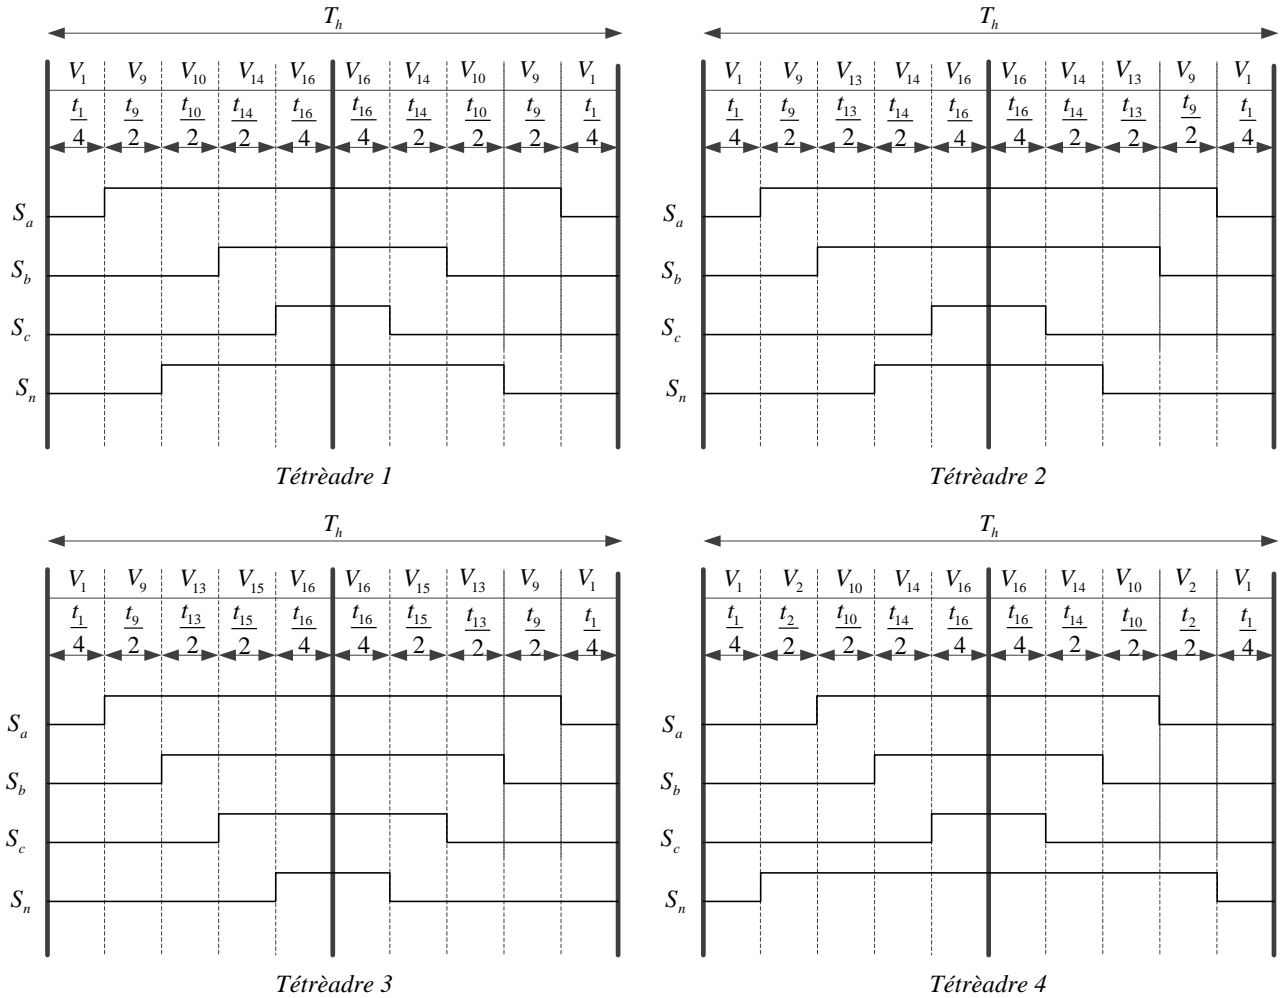 T_h T_h
V_1 V_9 V_10 V_14 V_16 V_16 V_14 V_10 V_9 V_1
t_1/4 t_9/2 t_10/2 t_14/2 t_16/4 t_16/4 t_14/2 t_10/2 t_9/2 t_1/4
S_a
S_b
S_c
S_n
Tétrèadre 1
V_1 V_9 V_13 V_14 V_16 V_16 V_14 V_13 V_9 V_1
t_1/4 t_9/2 t_13/2 t_14/2 t_16/4 t_16/4 t_14/2 t_13/2 t_9/2 t_1/4
S_a
S_b
S_c
S_n
Tétrèadre 2
T_h T_h
V_1 V_9 V_13 V_15 V_16 V_16 V_15 V_13 V_9 V_1
t_1/4 t_9/2 t_13/2 t_15/2 t_16/4 t_16/4 t_15/2 t_13/2 t_9/2 t_1/4
S_a
S_b
S_c
S_n
Tétrèadre 3
V_1 V_2 V_10 V_14 V_16 V_16 V_14 V_10 V_2 V_1
t_1/4 t_2/2 t_10/2 t_14/2 t_16/4 t_16/4 t_14/2 t_10/2 t_2/2 t_1/4
S_a
S_b
S_c
S_n
Tétrèadre 4